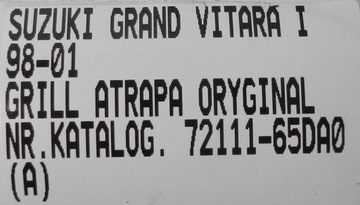 SUZUKI GRAND VITARA I
98-01
GRILL ATRAPA ORYGINAL
NR.KATALOG. 72111-65DA0
(A)